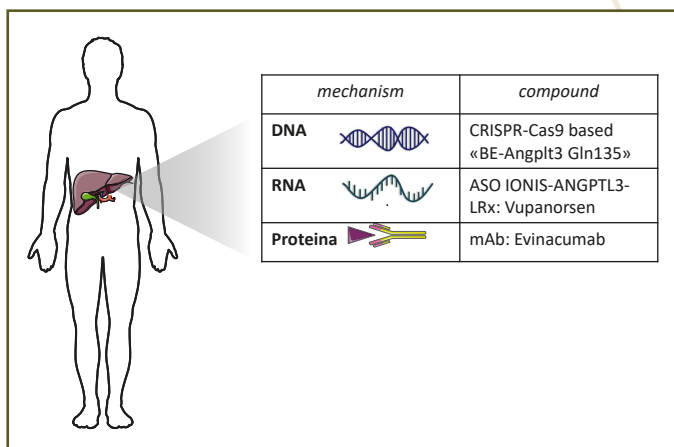 mechanism compound
DNA CRISPR-Cas9 based
«BE-Angplt3 Gln135»
RNA ASO IONIS-ANGPTL3-
LRx: Vupanorsen
Proteina mAb: Evinacumab